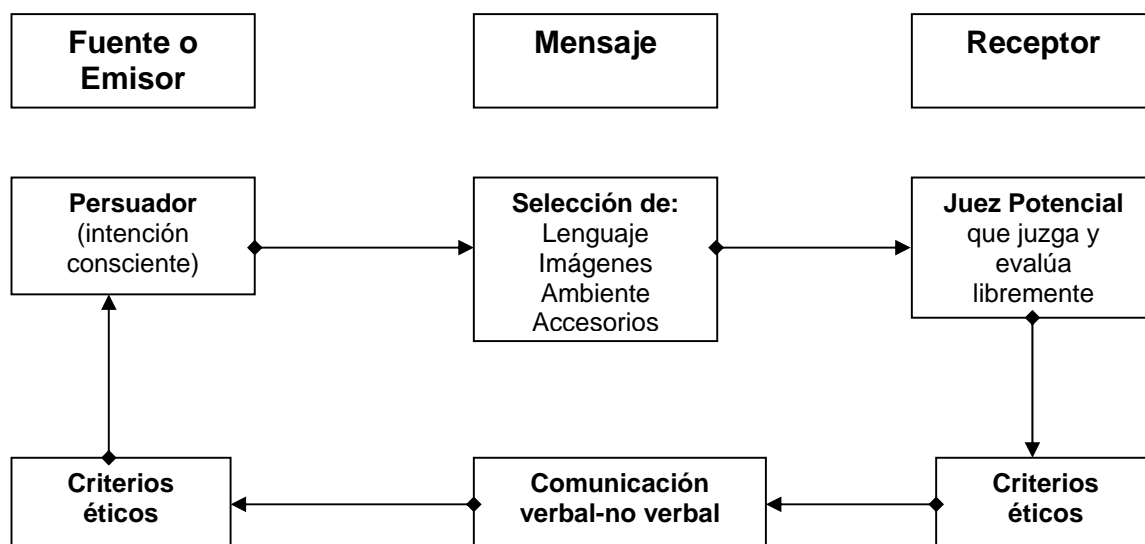 Fuente o
Emisor
Mensaje
Receptor
Persuador
(intención
consciente)
Selección de:
Lenguaje
Imágenes
Ambiente
Accesorios
Juez Potencial
que juzga y
evalúa
libremente
Criterios
éticos
Comunicación
verbal-no verbal
Criterios
éticos